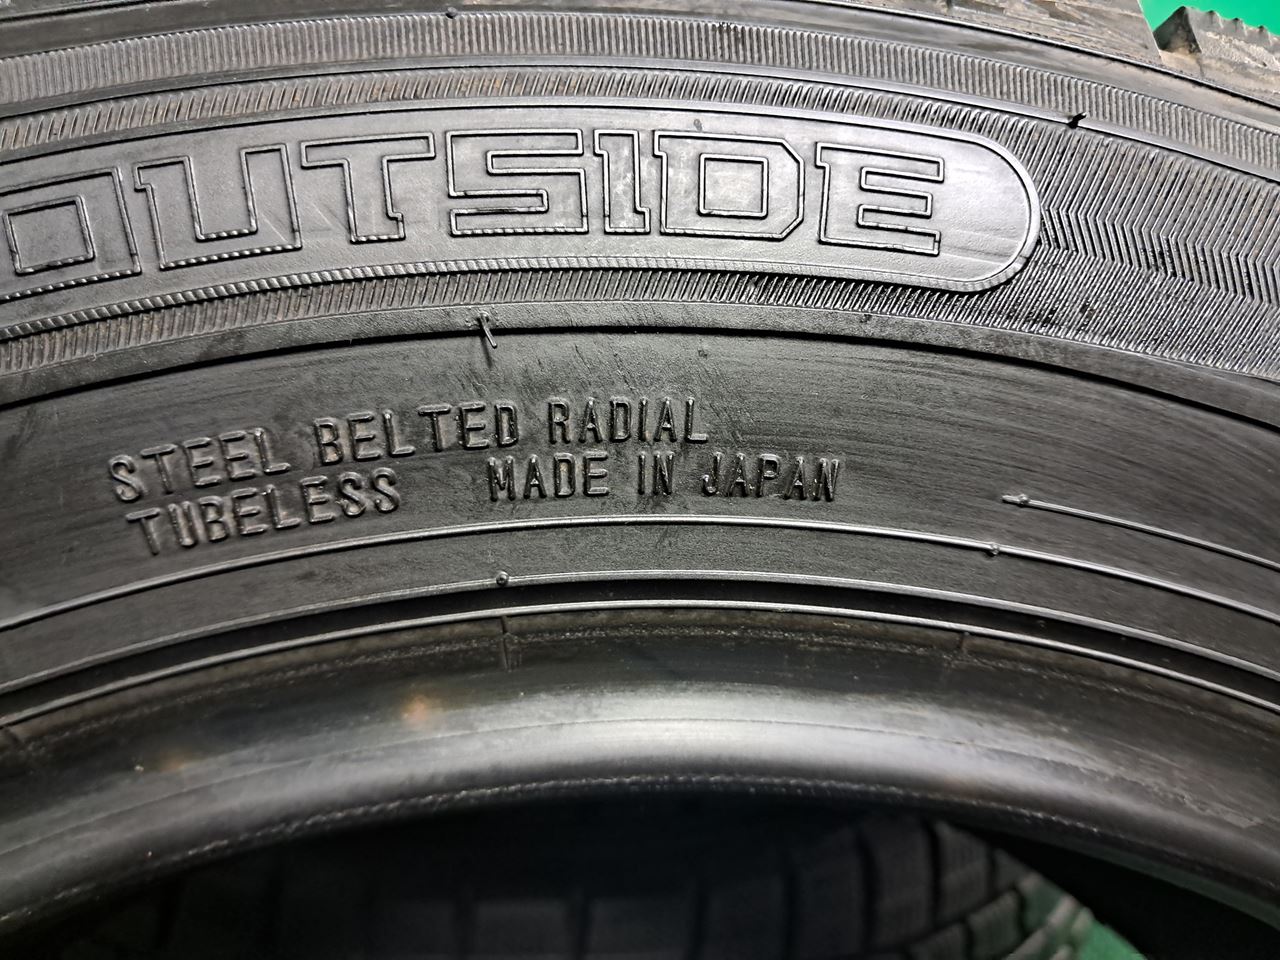 OUTSIDE
STEEL BELTED RADIAL
TUBELESS MADE IN JAPAN